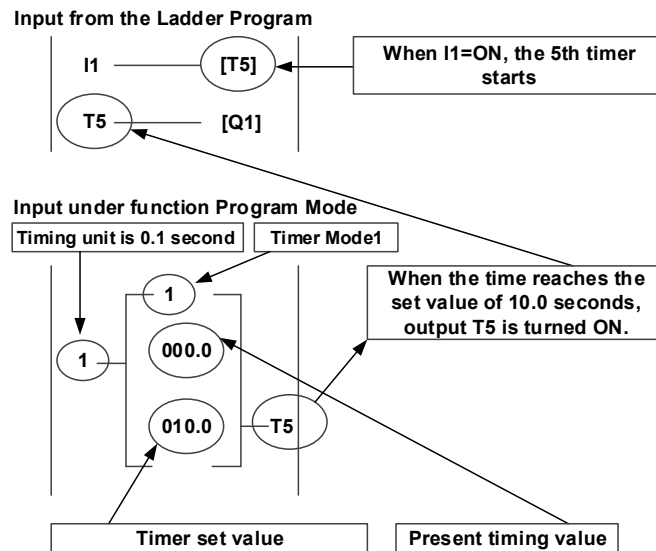 Input from the Ladder Program
I1
[T5]
When I1=ON, the 5th timer
starts
T5
[Q1]
Input under function Program Mode
Timing unit is 0.1 second
Timer Mode1
1
When the time reaches the
set value of 10.0 seconds,
output T5 is turned ON.
1
000.0
010.0
T5
Timer set value
Present timing value